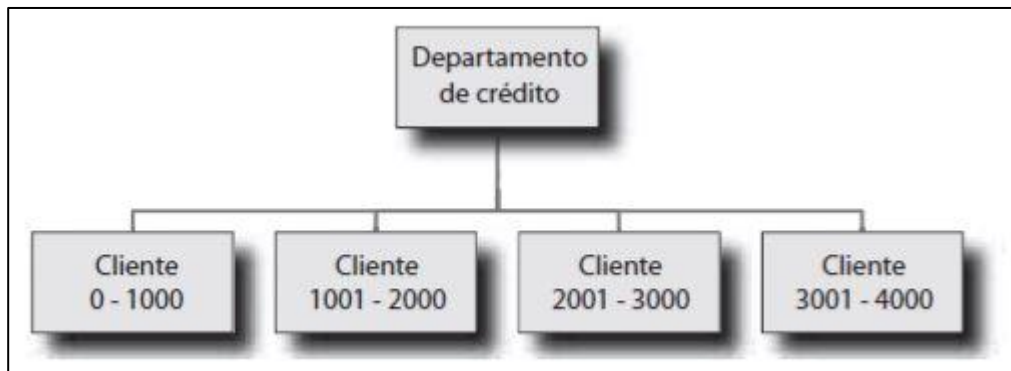 Departamento
de crédito
Cliente
0 - 1000
Cliente
1001 - 2000
Cliente
2001 - 3000
Cliente
3001 - 4000